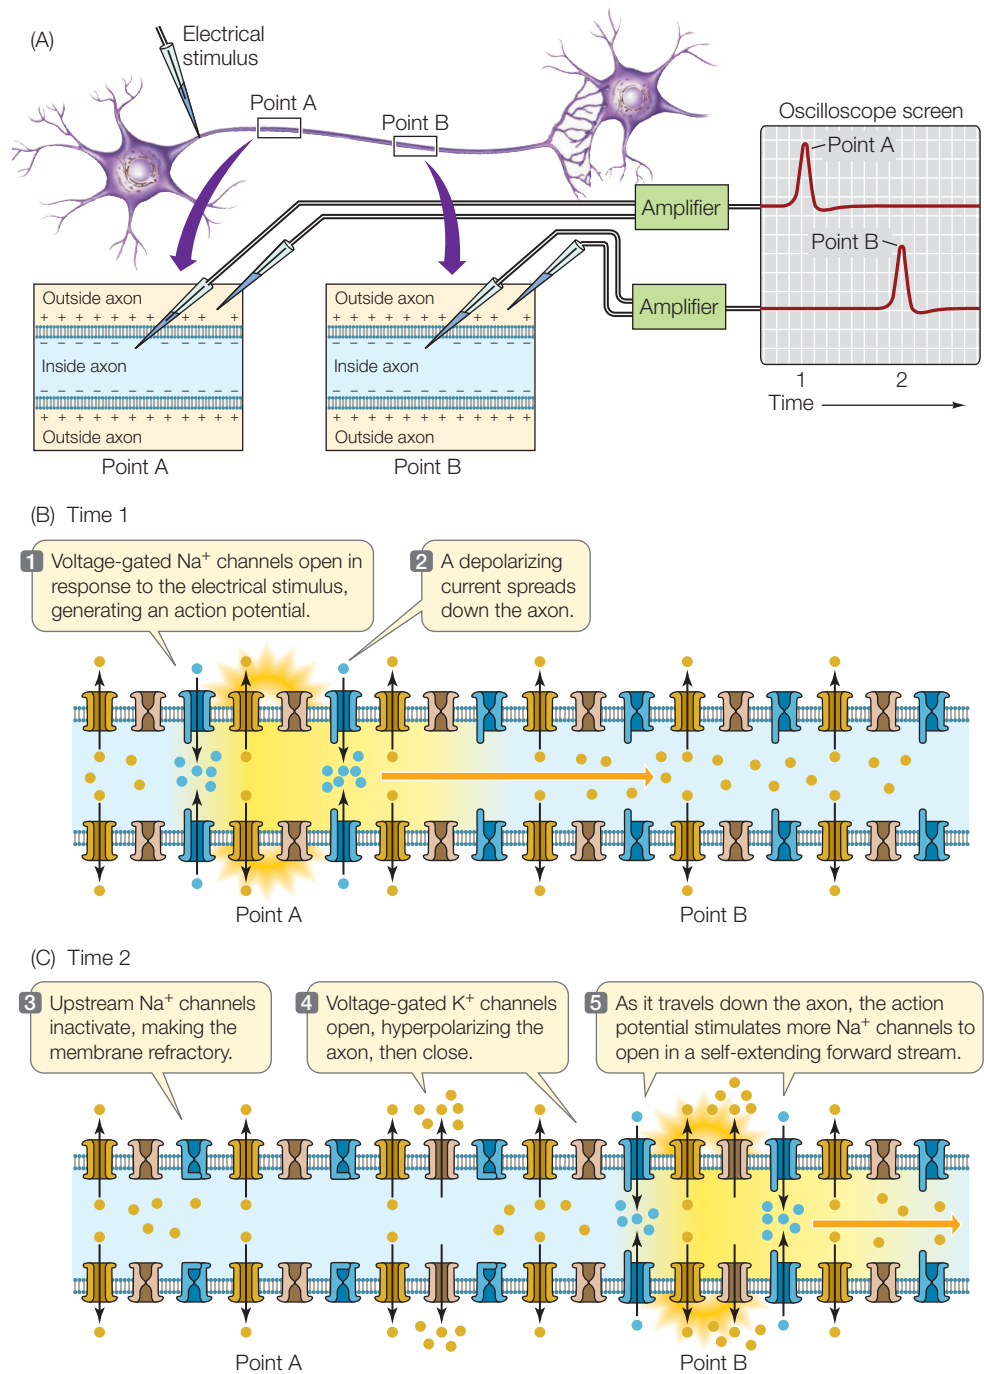 (A)
Electrical
stimulus
Point A
Point B
Oscilloscope screen
Point A
Amplifier
Point B
Outside axon
+ + + + + + + + + + + +
– – – – – – – – – –
Inside axon
– – – – – – – – – – –
+ + + + + + + + + + + +
Outside axon
Point A
Outside axon
+ + + + + + + + + + + +
– – – – – – – – – –
Inside axon
– – – – – – – – – – –
+ + + + + + + + + + + +
Outside axon
Point B
Amplifier
1 2
Time
(B) Time 1
1 Voltage-gated Na⁺ channels open in
response to the electrical stimulus,
generating an action potential.
2 A depolarizing
current spreads
down the axon.
Point A
Point B
(C) Time 2
3 Upstream Na⁺ channels
inactivate, making the
membrane refractory.
4 Voltage-gated K⁺ channels
open, hyperpolarizing the
axon, then close.
5 As it travels down the axon, the action
potential stimulates more Na⁺ channels to
open in a self-extending forward stream.
Point A
Point B